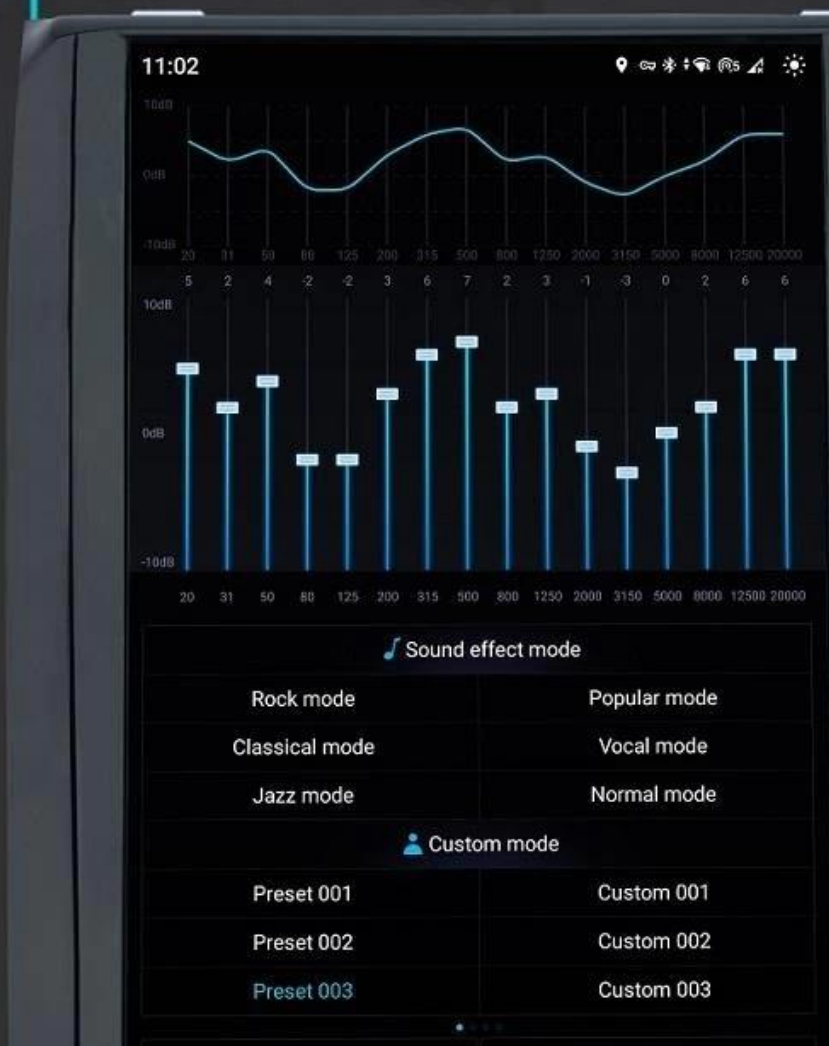 11:02
10dB
0dB
-10dB
20 31 50 80 125 200 315 500 800 1250 2000 3150 5000 8000 12500 20000
5 2 4 -2 -2 3 6 7 2 3 -1 -3 0 2 6 6
10dB
0dB
-10dB
20 31 50 80 125 200 315 500 800 1250 2000 3150 5000 8000 12500 20000
Sound effect mode
Rock mode Popular mode
Classical mode Vocal mode
Jazz mode Normal mode
Custom mode
Preset 001 Custom 001
Preset 002 Custom 002
Preset 003 Custom 003